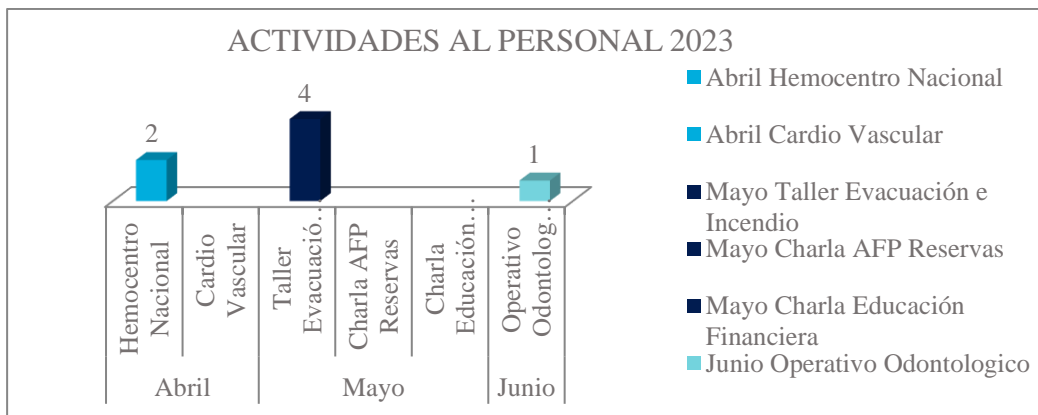 ACTIVIDADES AL PERSONAL 2023
2
4
1
Hemocentro
Nacional
Cardio
Vascular
Taller
Evacuació…
Charla AFP
Reservas
Charla
Educación…
Operativo
Odontolog…
Abril
Mayo
Junio
Abril Hemocentro Nacional
Abril Cardio Vascular
Mayo Taller Evacuación e
Incendio
Mayo Charla AFP Reservas
Mayo Charla Educación
Financiera
Junio Operativo Odontologico